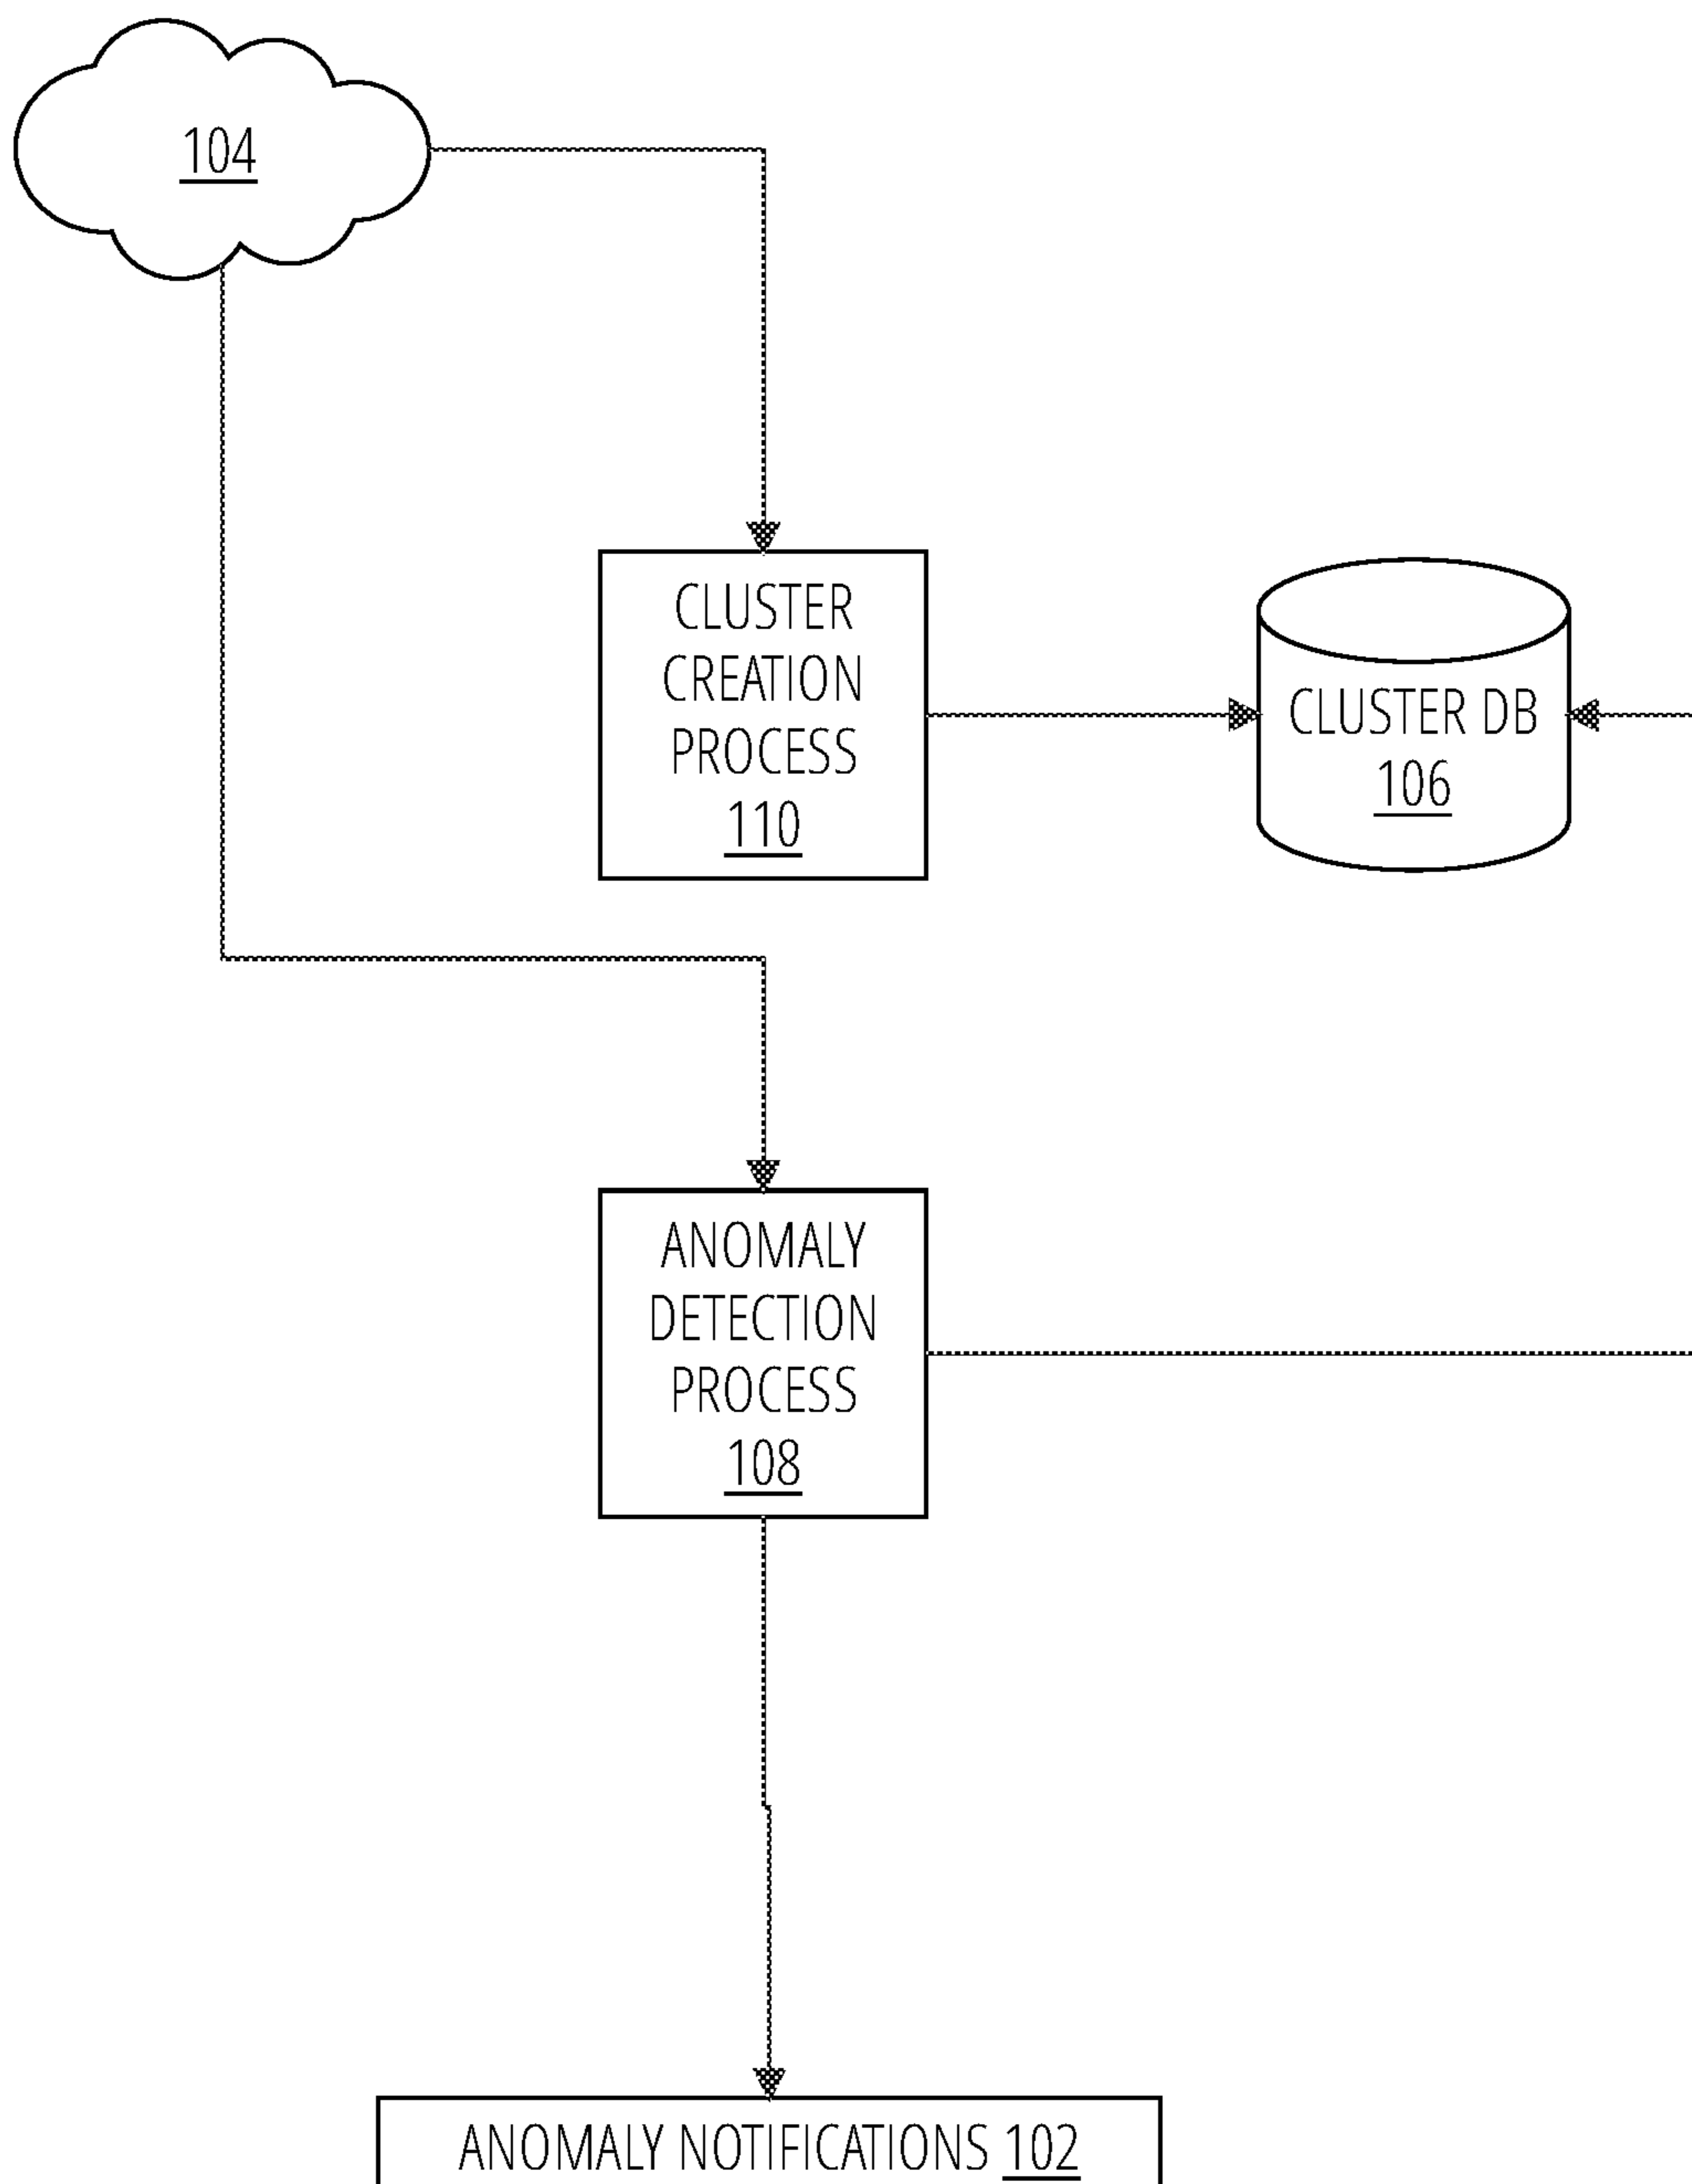 104
CLUSTER
CREATION
PROCESS
110
CLUSTER DB
106
ANOMALY
DETECTION
PROCESS
108
ANOMALY NOTIFICATIONS 102